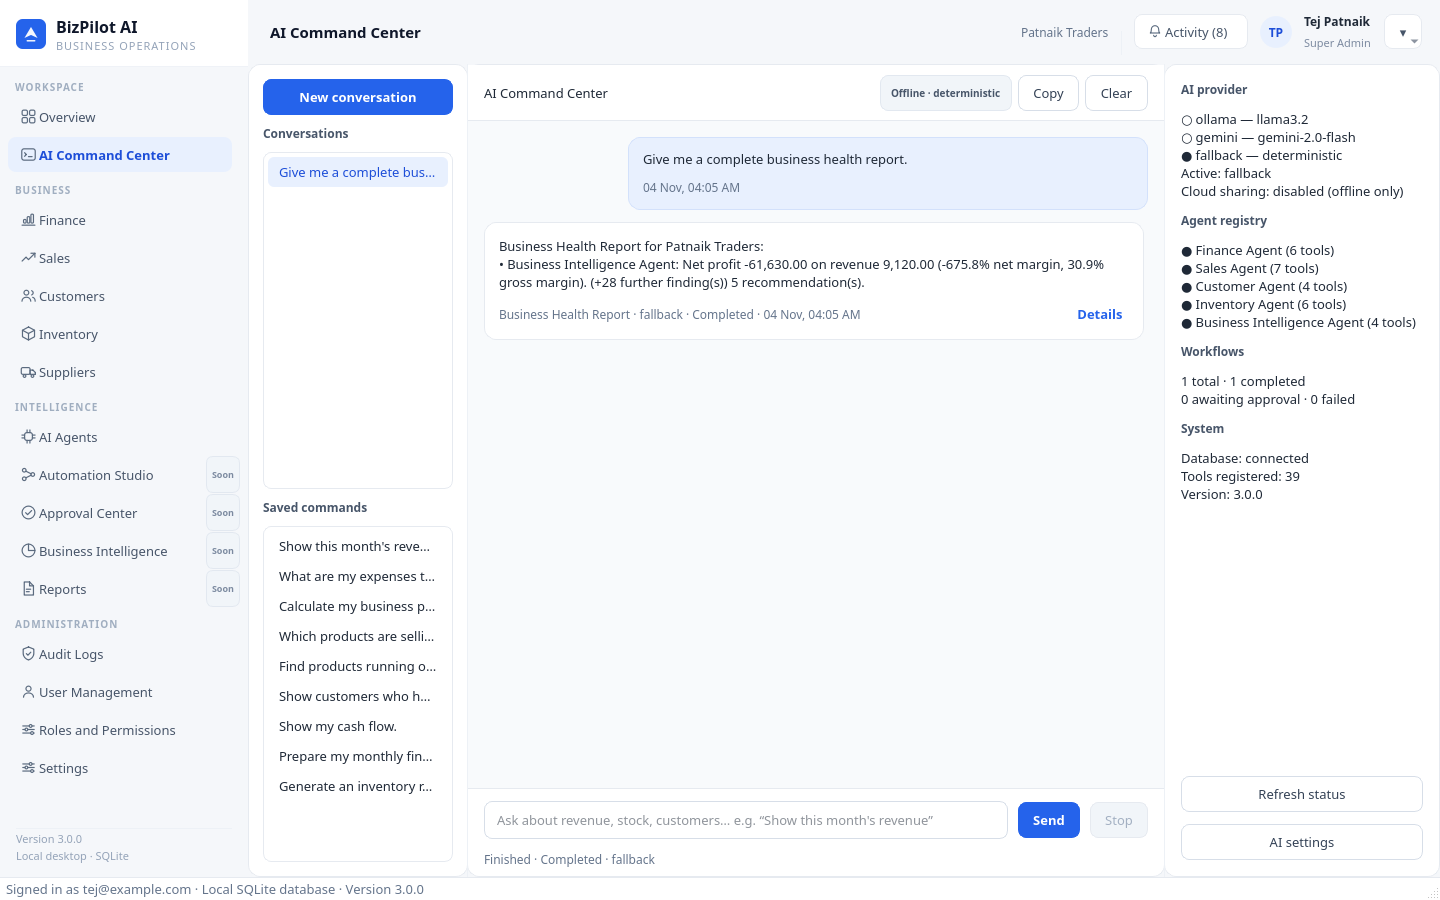 BizPilot AI
BUSINESS OPERATIONS
WORKSPACE
Overview
AI Command Center
BUSINESS
Finance
Sales
Customers
Inventory
Suppliers
INTELLIGENCE
AI Agents
Automation Studio Soon
Approval Center Soon
Business Intelligence Soon
Reports Soon
ADMINISTRATION
Audit Logs
User Management
Roles and Permissions
Settings
Version 3.0.0
Local desktop · SQLite
AI Command Center
Patnaik Traders
Activity (8)
TP
Tej Patnaik
Super Admin
New conversation
Conversations
Give me a complete bus...
Saved commands
Show this month's reve...
What are my expenses t...
Calculate my business p...
Which products are selli...
Find products running o...
Show customers who h...
Show my cash flow.
Prepare my monthly fin...
Generate an inventory r...
AI Command Center
Offline · deterministic
Copy
Clear
Give me a complete business health report.
04 Nov, 04:05 AM
Business Health Report for Patnaik Traders:
• Business Intelligence Agent: Net profit -61,630.00 on revenue 9,120.00 (-675.8% net margin, 30.9%
gross margin). (+28 further finding(s)) 5 recommendation(s).
Business Health Report · fallback · Completed · 04 Nov, 04:05 AM
Details
Ask about revenue, stock, customers… e.g. “Show this month's revenue”
Send
Stop
Finished · Completed · fallback
AI provider
○ ollama — llama3.2
○ gemini — gemini-2.0-flash
● fallback — deterministic
Active: fallback
Cloud sharing: disabled (offline only)
Agent registry
● Finance Agent (6 tools)
● Sales Agent (7 tools)
● Customer Agent (4 tools)
● Inventory Agent (6 tools)
● Business Intelligence Agent (4 tools)
Workflows
1 total · 1 completed
0 awaiting approval · 0 failed
System
Database: connected
Tools registered: 39
Version: 3.0.0
Refresh status
AI settings
Signed in as tej@example.com · Local SQLite database · Version 3.0.0